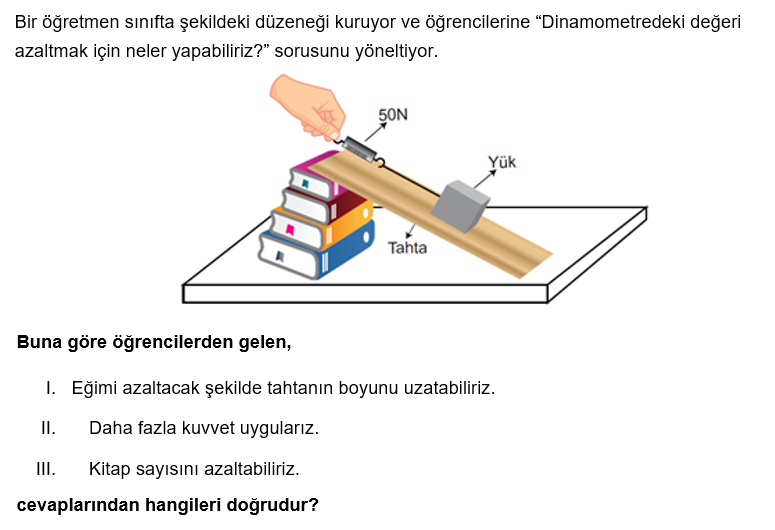 Bir öğretmen sınıfta şekildeki düzeneği kuruyor ve öğrencilerine “Dinamometredeki değeri
azaltmak için neler yapabiliriz?” sorusunu yöneltiyor.
50N
Yük
Tahta
Buna göre öğrencilerden gelen,
I. Eğimi azaltacak şekilde tahtanın boyunu uzatabiliriz.
II. Daha fazla kuvvet uygularız.
III. Kitap sayısını azaltabiliriz.
cevaplarından hangileri doğrudur?